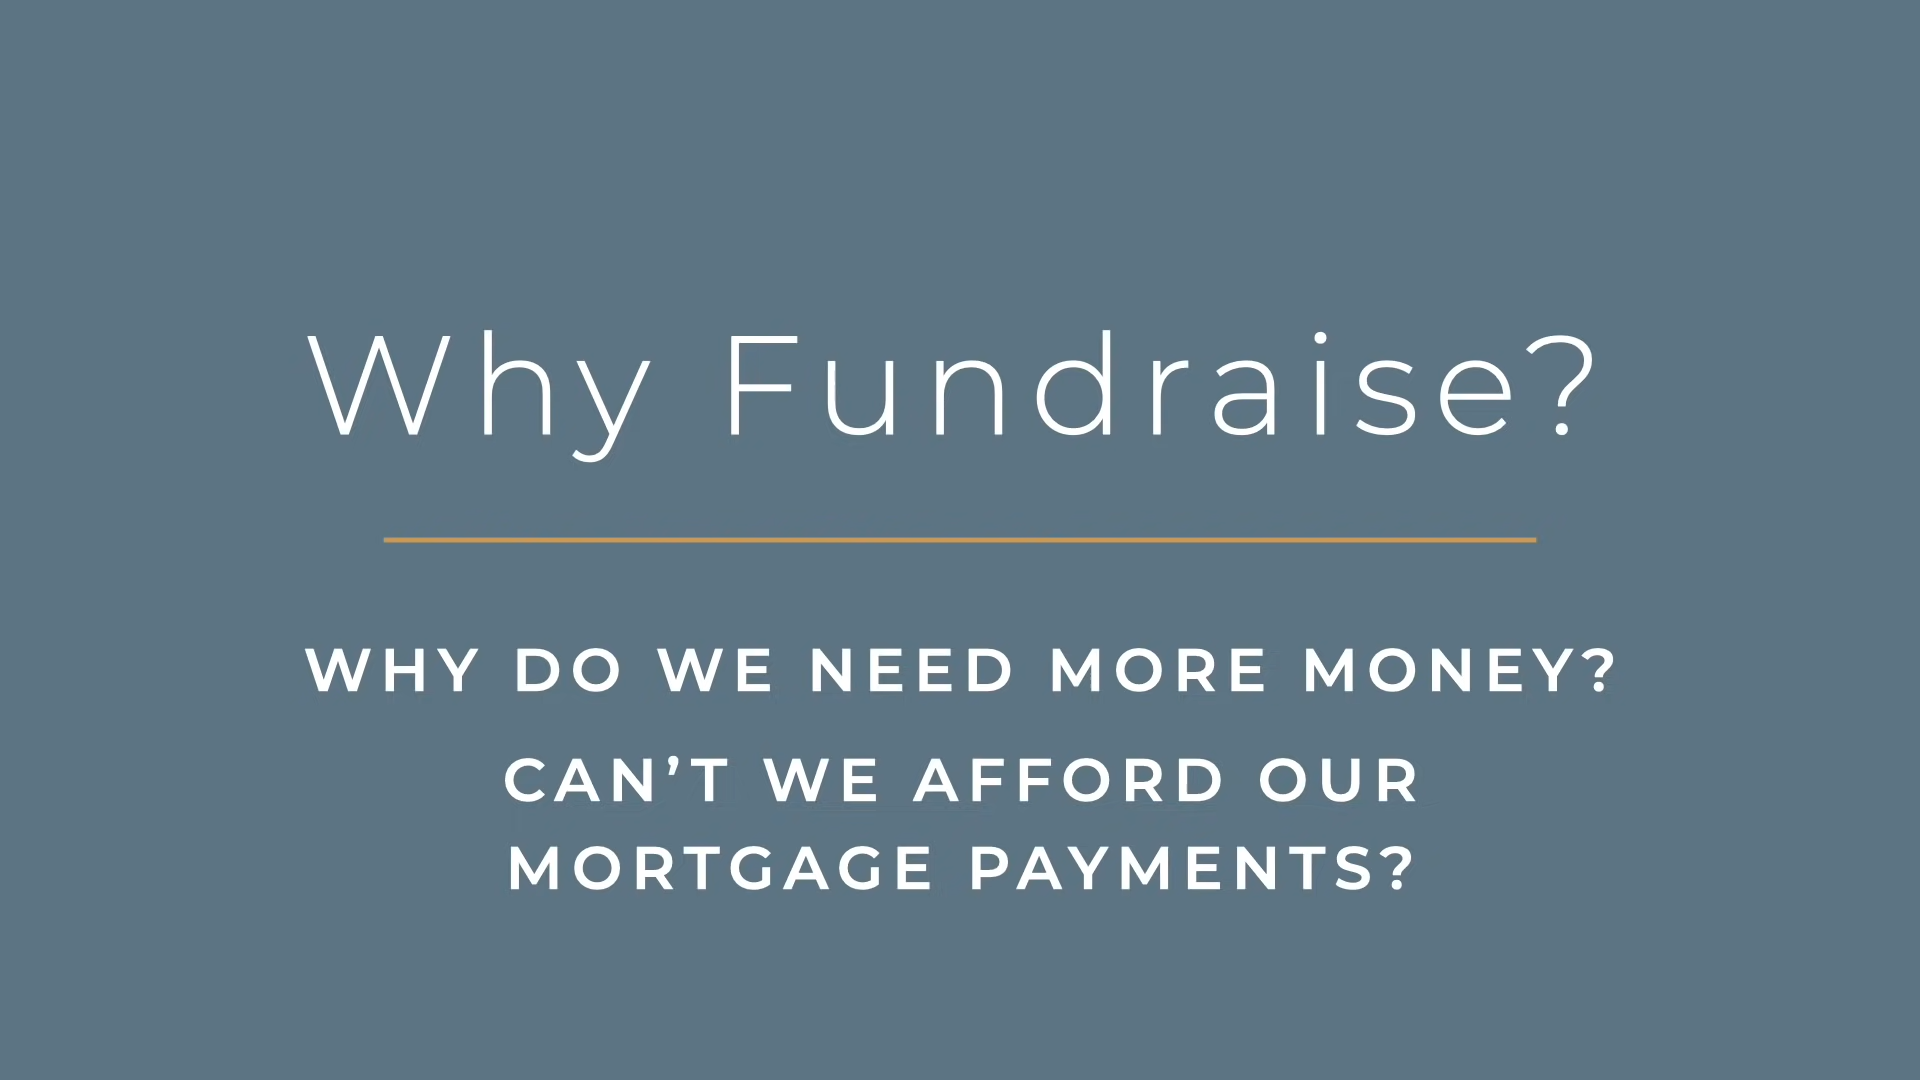 Why Fundraise?
WHY DO WE NEED MORE MONEY?
CAN’T WE AFFORD OUR
MORTGAGE PAYMENTS?